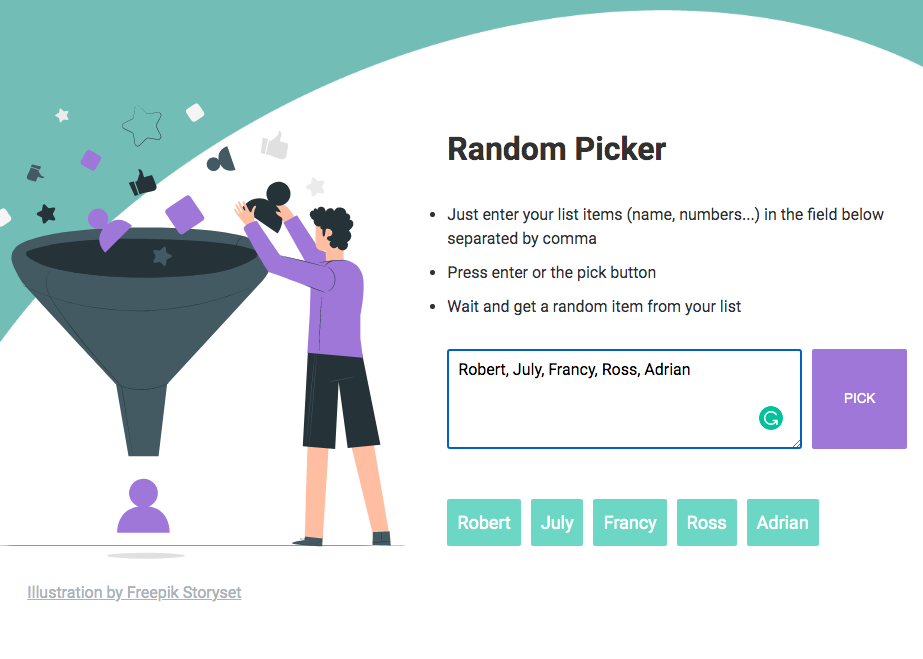 Random Picker
Just enter your list items (name, numbers...) in the field below
separated by comma
Press enter or the pick button
Wait and get a random item from your list
Robert, July, Francy, Ross, Adrian
PICK
Robert July Francy Ross Adrian
Illustration by Freepik Storyset